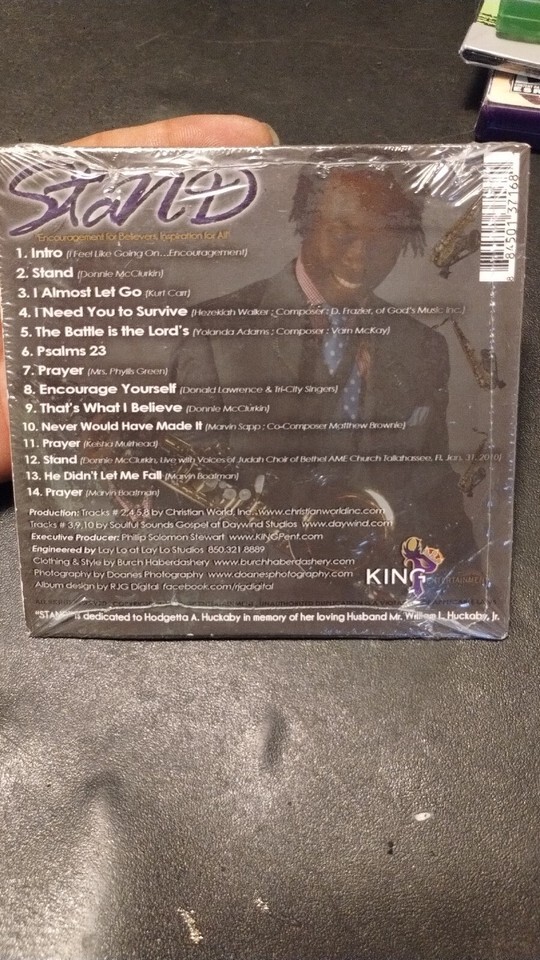 Stand
"Encouragement for Believers, Inspiration for All"
1. Intro (I Feel Like Going On...Encouragement)
2. Stand (Donnie McClurkin)
3. I Almost Let Go (Kurt Carr)
4. I Need You to Survive (Hezekiah Walker ; Composer : D. Frazier, of God's Music Inc.)
5. The Battle is the Lord's (Yolanda Adams ; Composer : Varn McKay)
6. Psalms 23
7. Prayer (Mrs. Phyllis Green)
8. Encourage Yourself (Donald Lawrence & Tri-City Singers)
9. That's What I Believe (Donnie McClurkin)
10. Never Would Have Made It (Marvin Sapp ; Co-Composer Matthew Brownie)
11. Prayer (Keisha Muirhead)
12. Stand (Donnie McClurkin, Live with Voices of Judah Choir of Bethel AME Church Tallahassee, Fl, Jan. 31, 2010)
13. He Didn't Let Me Fall (Marvin Boatman)
14. Prayer (Marvin Boatman)
Production: Tracks # 2,4,5,8 by Christian World, Inc. www.christianworldinc.com
Tracks # 3,9,10 by Soulful Sounds Gospel at Daywind Studios www.daywind.com
Executive Producer: Phillip Solomon Stewart www.KiNGPent.com
Engineered by Lay La at Lay La Studios 850.321.8889
Clothing & Style by Burch Haberdashery www.burchhaberdashery.com
Photography by Doanes Photography www.doanesphotography.com
Album design by RJG Digital facebook.com/rjgdigital
KING P
ENTERTAINMENT
"STAND" is dedicated to Hodgetta A. Huckaby in memory of her loving Husband Mr. William L. Huckaby, Jr.
8 84501 37168